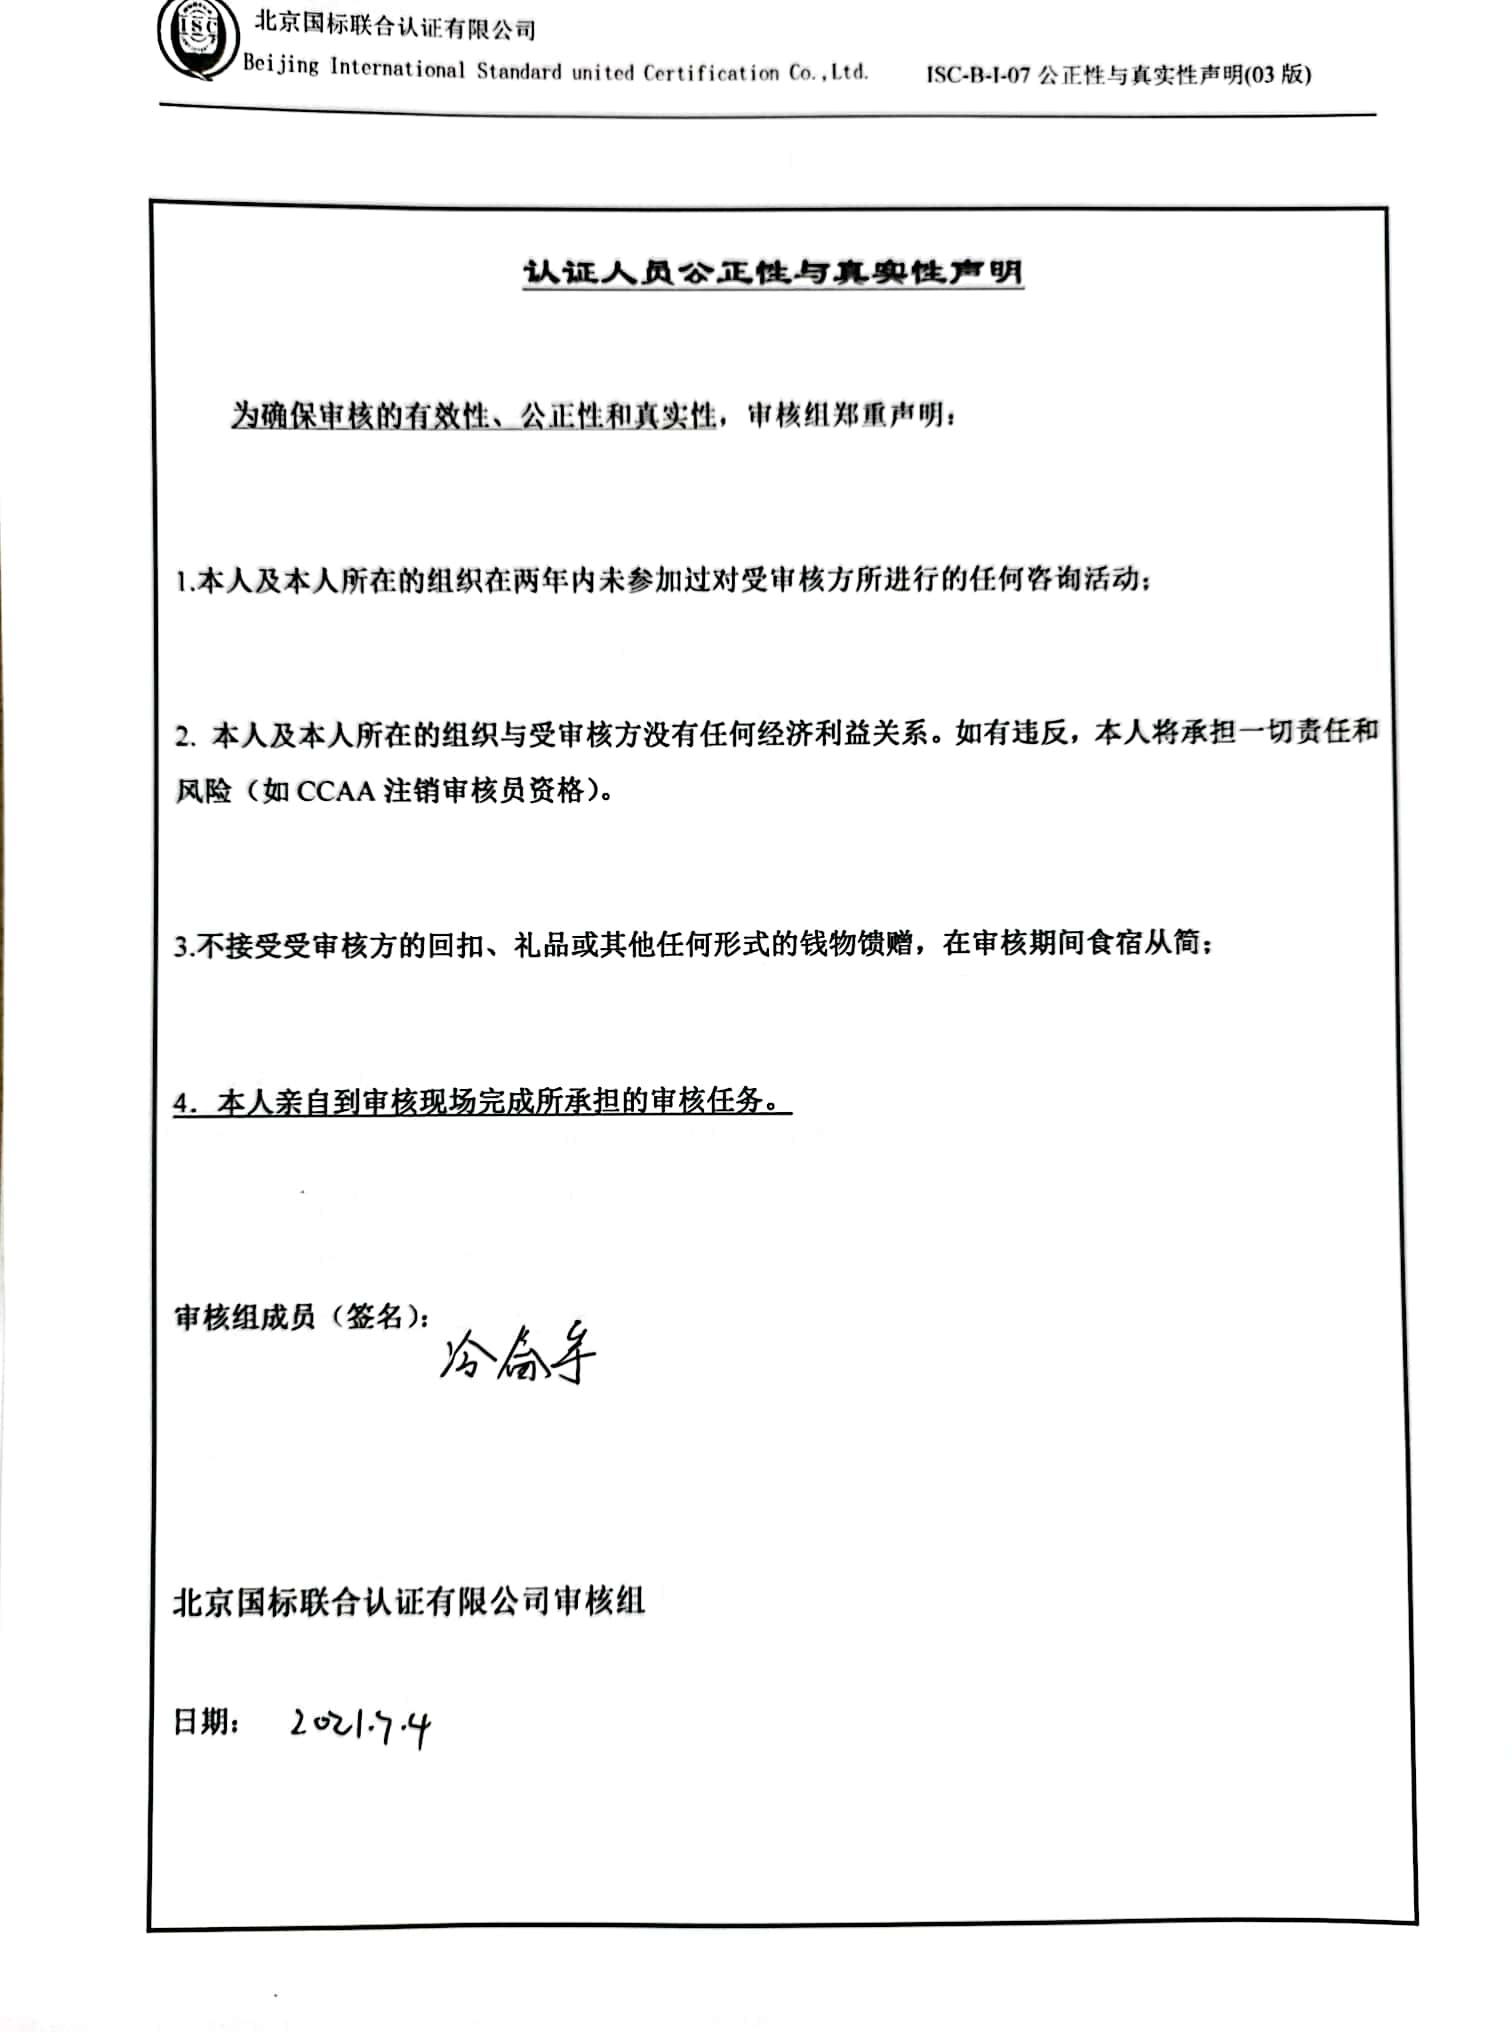 ISC
北京国标联合认证有限公司
Beijing International Standard united Certification Co.,Ltd.
ISC-B-I-07 公正性与真实性声明(03 版)
认证人员公正性与真实性声明
为确保审核的有效性、公正性和真实性，审核组郑重声明：
1.本人及本人所在的组织在两年内未参加过对受审核方所进行的任何咨询活动；
2. 本人及本人所在的组织与受审核方没有任何经济利益关系。如有违反，本人将承担一切责任和
风险（如 CCAA 注销审核员资格）。
3.不接受受审核方的回扣、礼品或其他任何形式的钱物馈赠，在审核期间食宿从简；
4．本人亲自到审核现场完成所承担的审核任务。
审核组成员（签名）：
北京国标联合认证有限公司审核组
日期： 2021.7.4